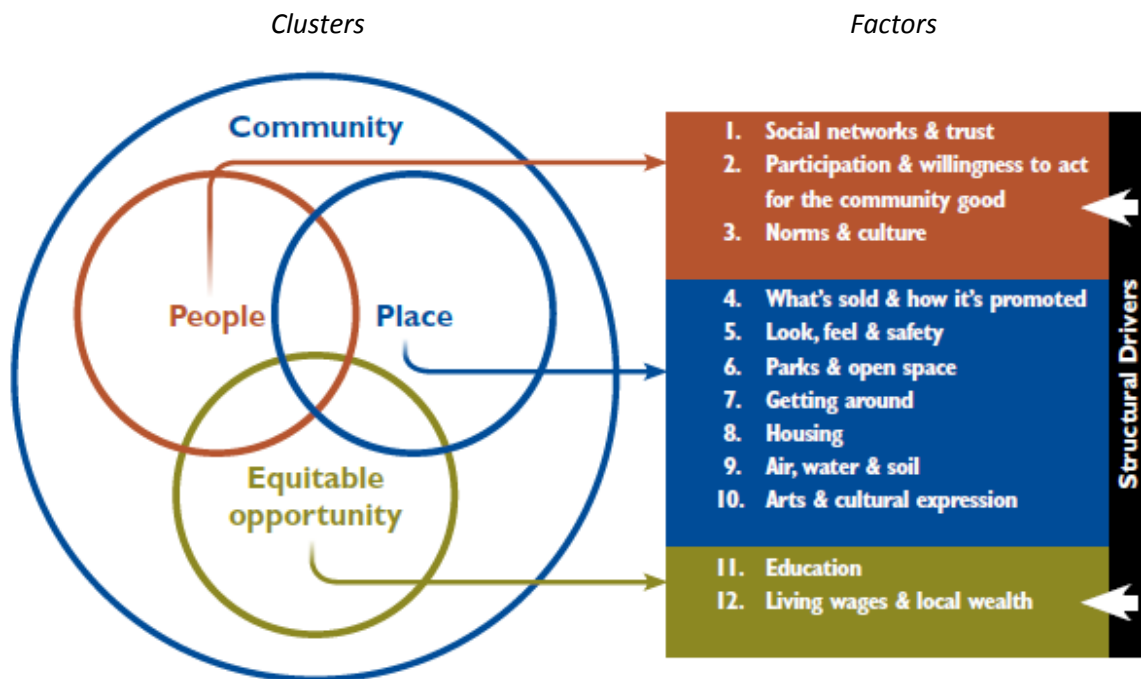 Clusters
Factors
Community
People
Place
Equitable
opportunity
1. Social networks & trust
2. Participation & willingness to act
for the community good
3. Norms & culture
4. What's sold & how it's promoted
5. Look, feel & safety
6. Parks & open space
7. Getting around
8. Housing
9. Air, water & soil
10. Arts & cultural expression
11. Education
12. Living wages & local wealth
Structural Drivers